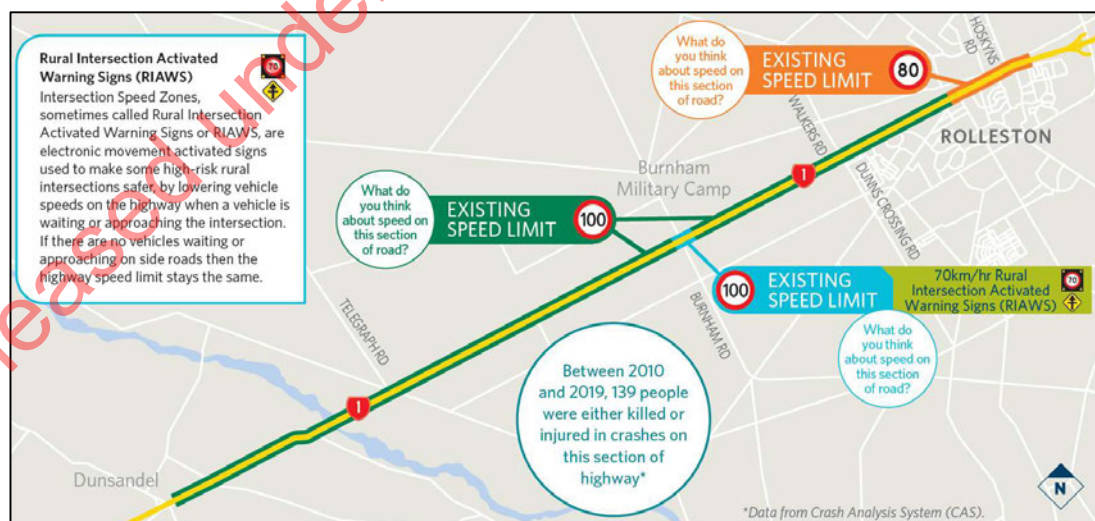 Rural Intersection Activated
Warning Signs (RIAWS)
70
Intersection Speed Zones,
sometimes called Rural Intersection
Activated Warning Signs or RIAWS, are
electronic movement activated signs
used to make some high-risk rural
intersections safer, by lowering vehicle
speeds on the highway when a vehicle is
waiting or approaching the intersection.
If there are no vehicles waiting or
approaching on side roads then the
highway speed limit stays the same.
What do
you think
about speed on
this section
of road?
EXISTING
SPEED LIMIT
80
HOSKYNS
RD
ROLLESTON
WALKERS RD
DUNNS CROSSING RD
1
Burnham
Military Camp
What do
you think
about speed on
this section
of road?
EXISTING
SPEED LIMIT
100
100
EXISTING
SPEED LIMIT
70km/hr Rural
Intersection Activated
Warning Signs (RIAWS)
70
What do
you think
about speed on
this section
of road?
BURNHAM RD
TELEGRAPH RD
1
Between 2010
and 2019, 139 people
were either killed or
injured in crashes on
this section of
highway*
Dunsandel
N
*Data from Crash Analysis System (CAS).